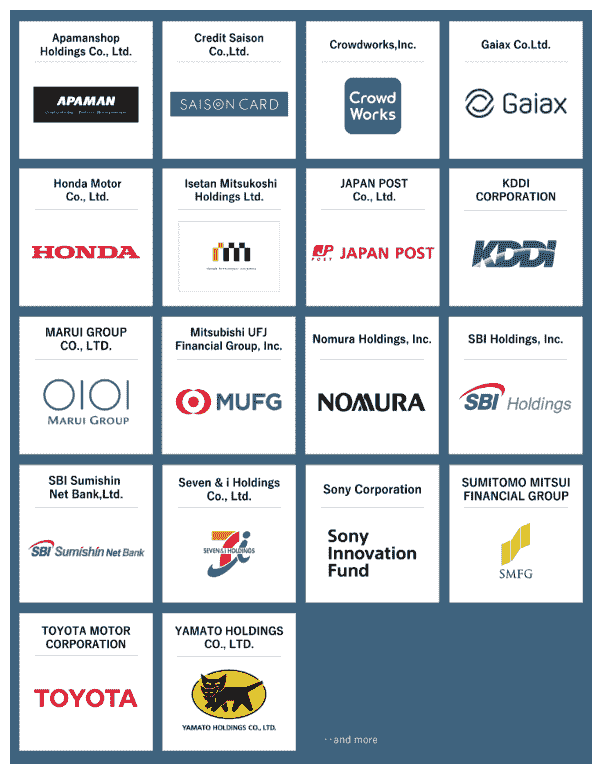 Apamanshop
Holdings Co., Ltd.
APAMAN
Credit Saison
Co.,Ltd.
SAISON CARD
Crowdworks,Inc.
Crowd
Works
Gaiax Co.Ltd.
Gaiax
Honda Motor
Co., Ltd.
HONDA
Isetan Mitsukoshi
Holdings Ltd.
im
JAPAN POST
Co., Ltd.
JP
POST
JAPAN POST
KDDI
CORPORATION
KDDI
MARUI GROUP
CO., LTD.
OIOI
MARUI GROUP
Mitsubishi UFJ
Financial Group, Inc.
MUFG
Nomura Holdings, Inc.
NOMURA
SBI Holdings, Inc.
SBI Holdings
SBI Sumishin
Net Bank,Ltd.
SBI Sumishin Net Bank
Seven & i Holdings
Co., Ltd.
7
SEVEN & I HOLDINGS
i
Sony Corporation
Sony
Innovation
Fund
SUMITOMO MITSUI
FINANCIAL GROUP
SMFG
TOYOTA MOTOR
CORPORATION
TOYOTA
YAMATO HOLDINGS
CO., LTD.
YAMATO HOLDINGS CO., LTD.
··and more